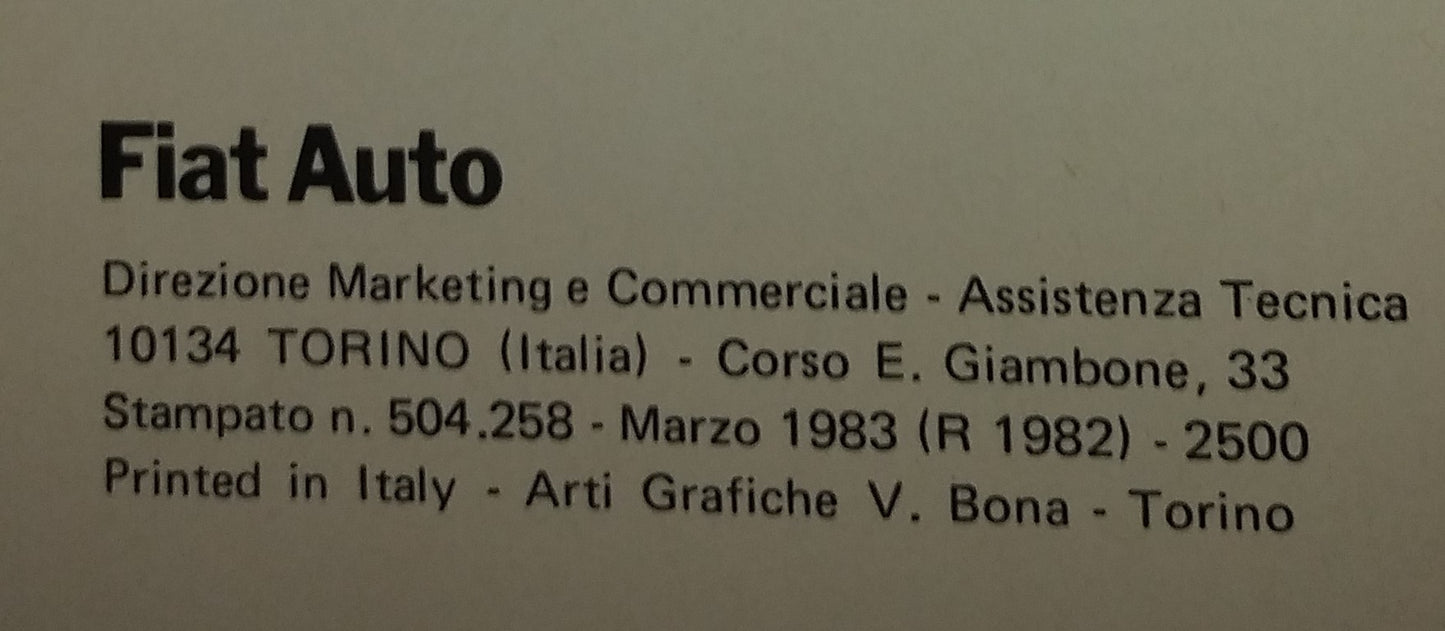 Fiat Auto
Direzione Marketing e Commerciale - Assistenza Tecnica
10134 TORINO (Italia) - Corso E. Giambone, 33
Stampato n. 504.258 - Marzo 1983 (R 1982) - 2500
Printed in Italy - Arti Grafiche V. Bona - Torino